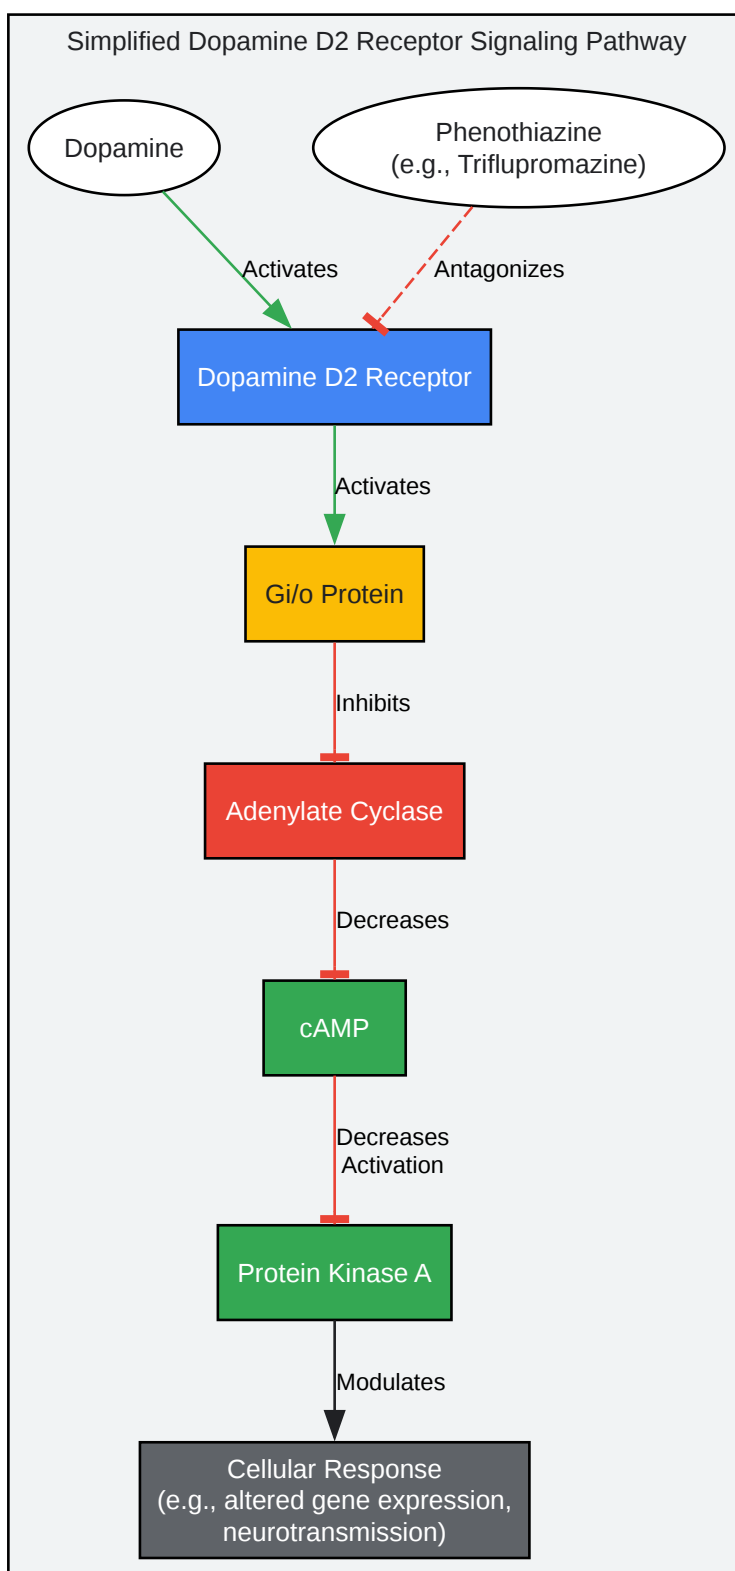 Simplified Dopamine D2 Receptor Signaling Pathway
Dopamine
Phenothiazine
(e.g., Triflupromazine)
Activates
Antagonizes
Dopamine D2 Receptor
Activates
Gi/o Protein
Inhibits
Adenylate Cyclase
Decreases
cAMP
Decreases
Activation
Protein Kinase A
Modulates
Cellular Response
(e.g., altered gene expression,
neurotransmission)